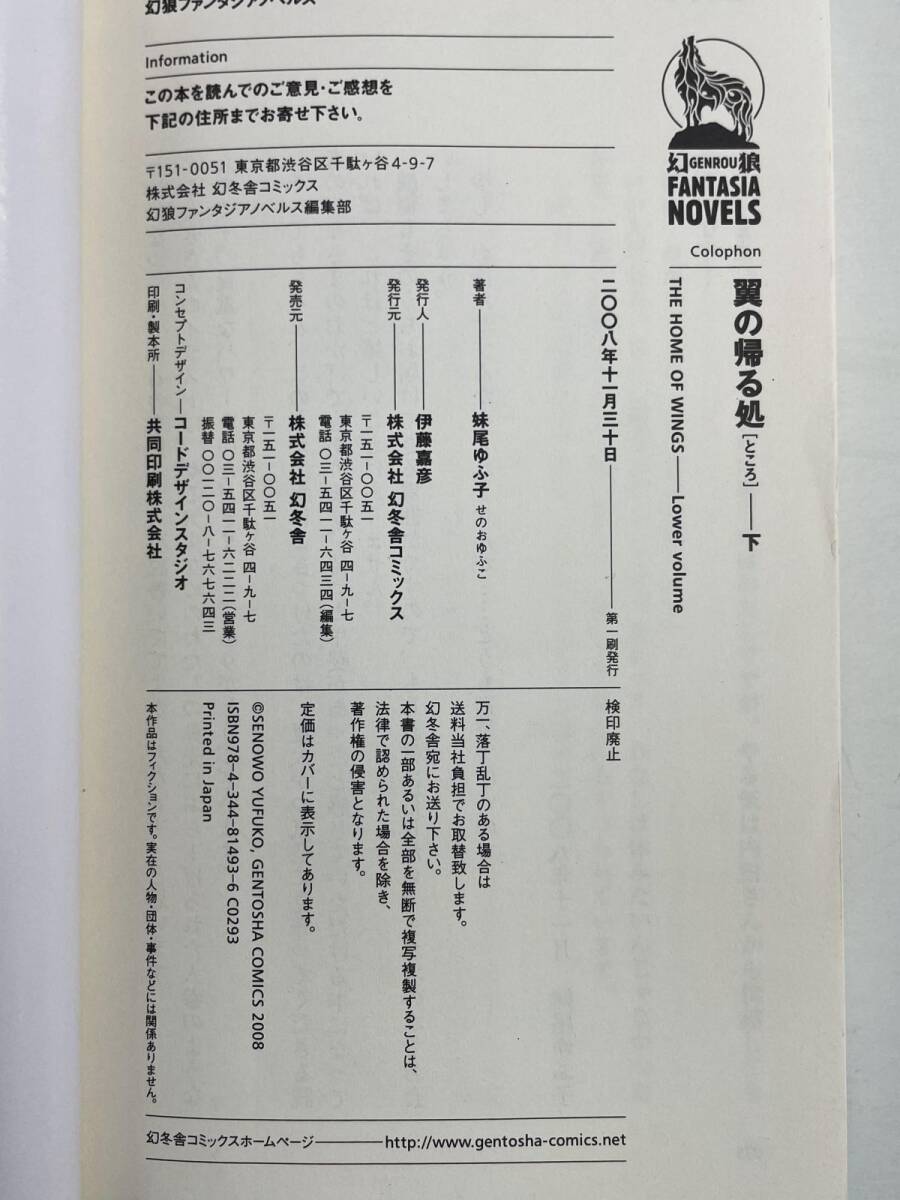 幻狼ファンタジアノベルス
Information
この本を読んでのご意見・ご感想を
下記の住所までお寄せ下さい。
〒151-0051 東京都渋谷区千駄ヶ谷4-9-7
株式会社 幻冬舎コミックス
幻狼ファンタジアノベルス編集部
幻GENROU狼
FANTASIA
NOVELS
Colophon
翼の帰る処[ところ]──下
THE HOME OF WINGS──Lower volume
二〇〇八年十一月三十日────第一刷発行
検印廃止
著者────妹尾ゆふ子 せのおゆふこ
発行人────伊藤嘉彦
発行元────株式会社 幻冬舎コミックス
〒一五一-〇〇五一
東京都渋谷区千駄ヶ谷 四-九-七
電話 〇三-五四一一-六四三四(編集)
発売元────株式会社 幻冬舎
〒一五一-〇〇五一
東京都渋谷区千駄ヶ谷 四-九-七
電話 〇三-五四一一-六二二二(営業)
振替 〇〇一二〇-八-七六七六四三
コンセプトデザイン─コードデザインスタジオ
印刷・製本所────共同印刷株式会社
万一、落丁乱丁のある場合は
送料当社負担でお取替致します。
幻冬舎宛にお送り下さい。
本書の一部あるいは全部を無断で複写複製することは、
法律で認められた場合を除き、
著作権の侵害となります。
定価はカバーに表示してあります。
©SENOWO YUFUKO, GENTOSHA COMICS 2008
ISBN978-4-344-81493-6 C0293
Printed in Japan
本作品はフィクションです。実在の人物・団体・事件などには関係ありません。
幻冬舎コミックスホームページ────http://www.gentosha-comics.net